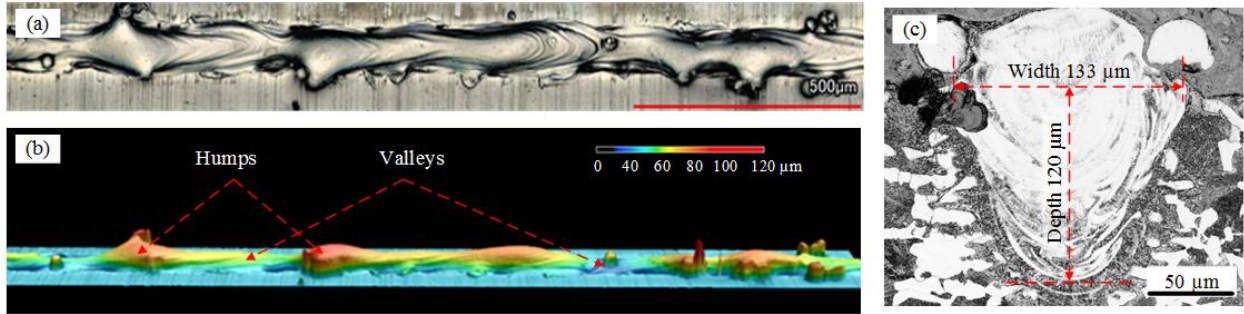 (a)
500µm
(b)
Humps
Valleys
0 40 60 80 100 120 µm
(c)
Width 133 µm
Depth 120 µm
50 µm